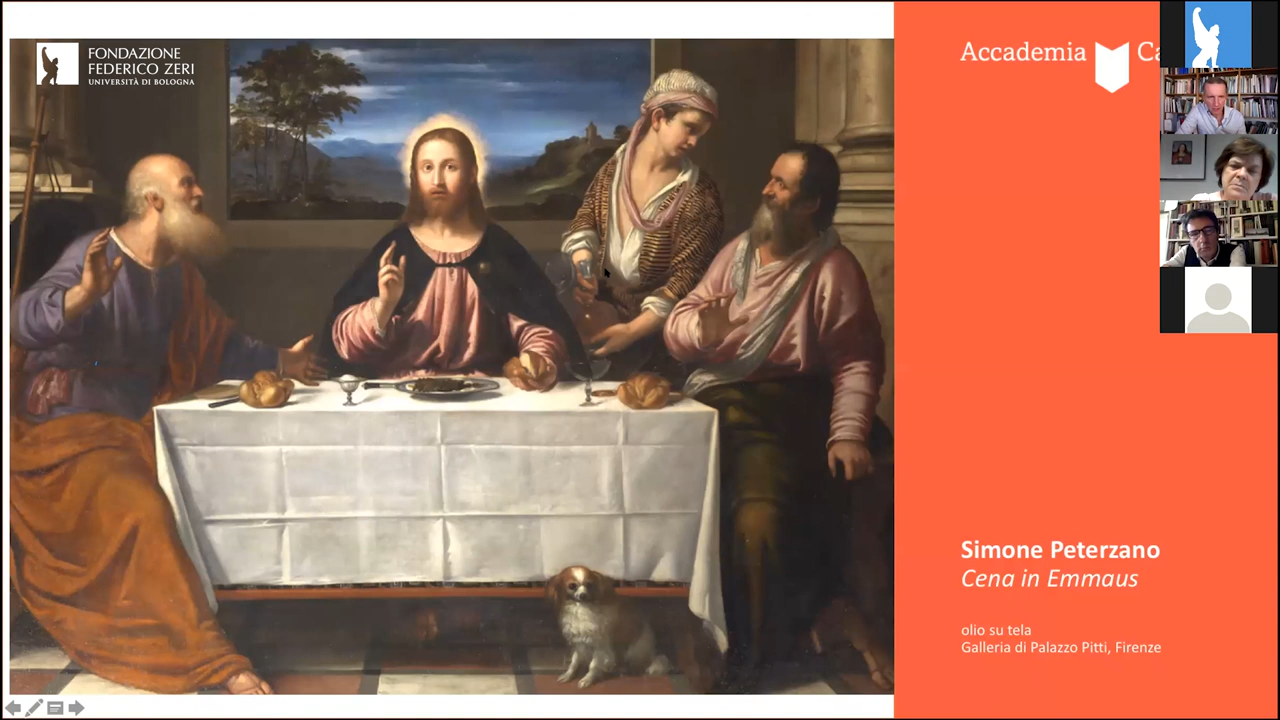 FONDAZIONE
FEDERICO ZERI
UNIVERSITÀ DI BOLOGNA
Accademia Ca
Simone Peterzano
Cena in Emmaus
olio su tela
Galleria di Palazzo Pitti, Firenze